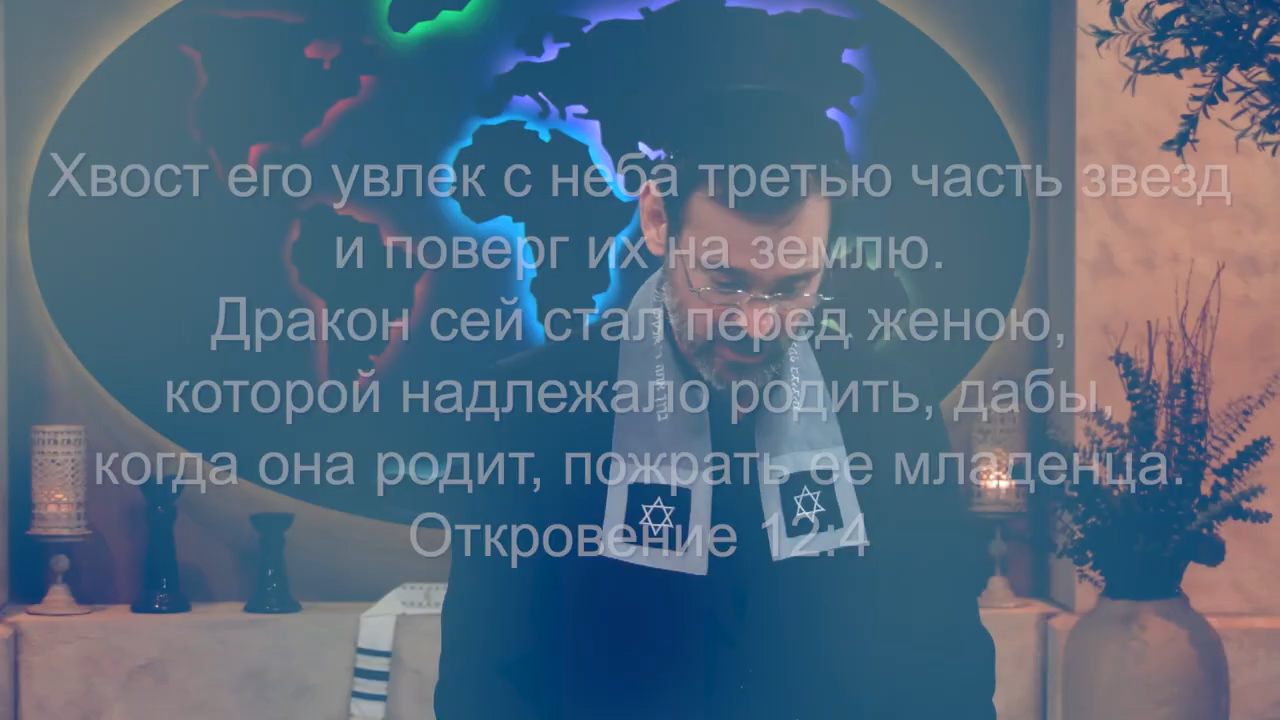 Хвост его увлек с неба третью часть звезд
и поверг их на землю.
Дракон сей стал перед женою,
которой надлежало родить, дабы,
когда она родит, пожрать ее младенца.
Откровение 12:4